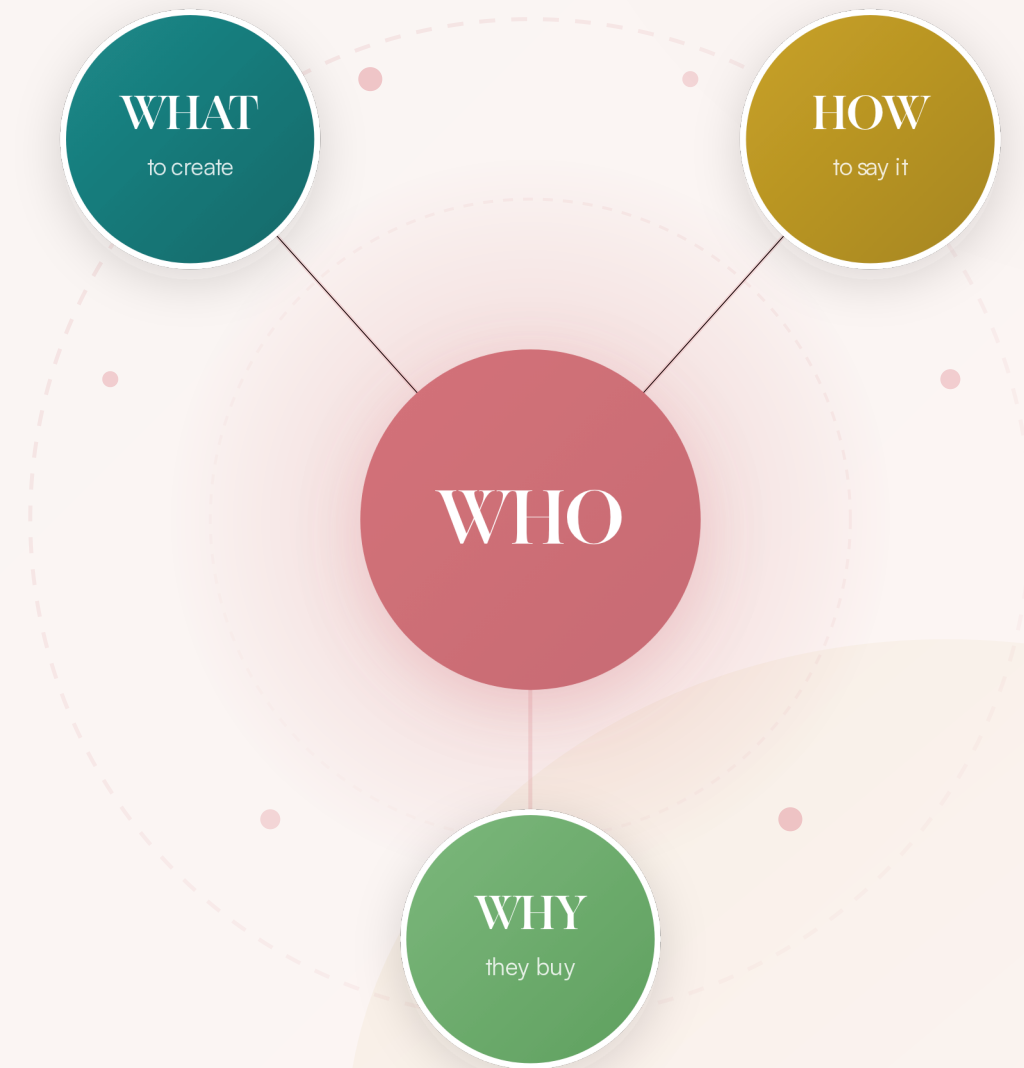 WHAT
to create
HOW
to say it
WHO
WHY
they buy